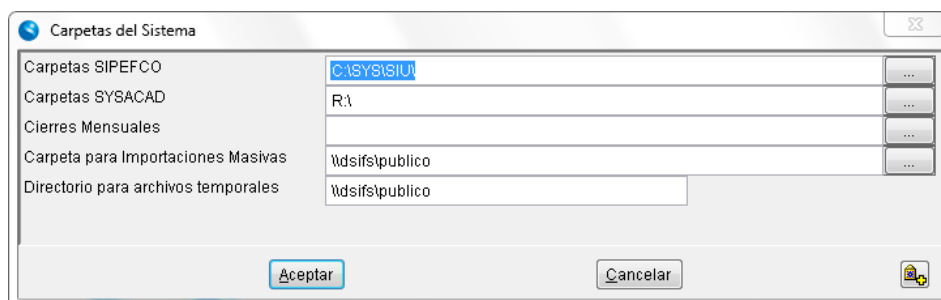 Carpetas del Sistema
Carpetas SIPEFCO C:\SYS\SIU\ ...
Carpetas SYSACAD R:\ ...
Cierres Mensuales ...
Carpeta para Importaciones Masivas \\dsifs\publico ...
Directorio para archivos temporales \\dsifs\publico
Aceptar Cancelar